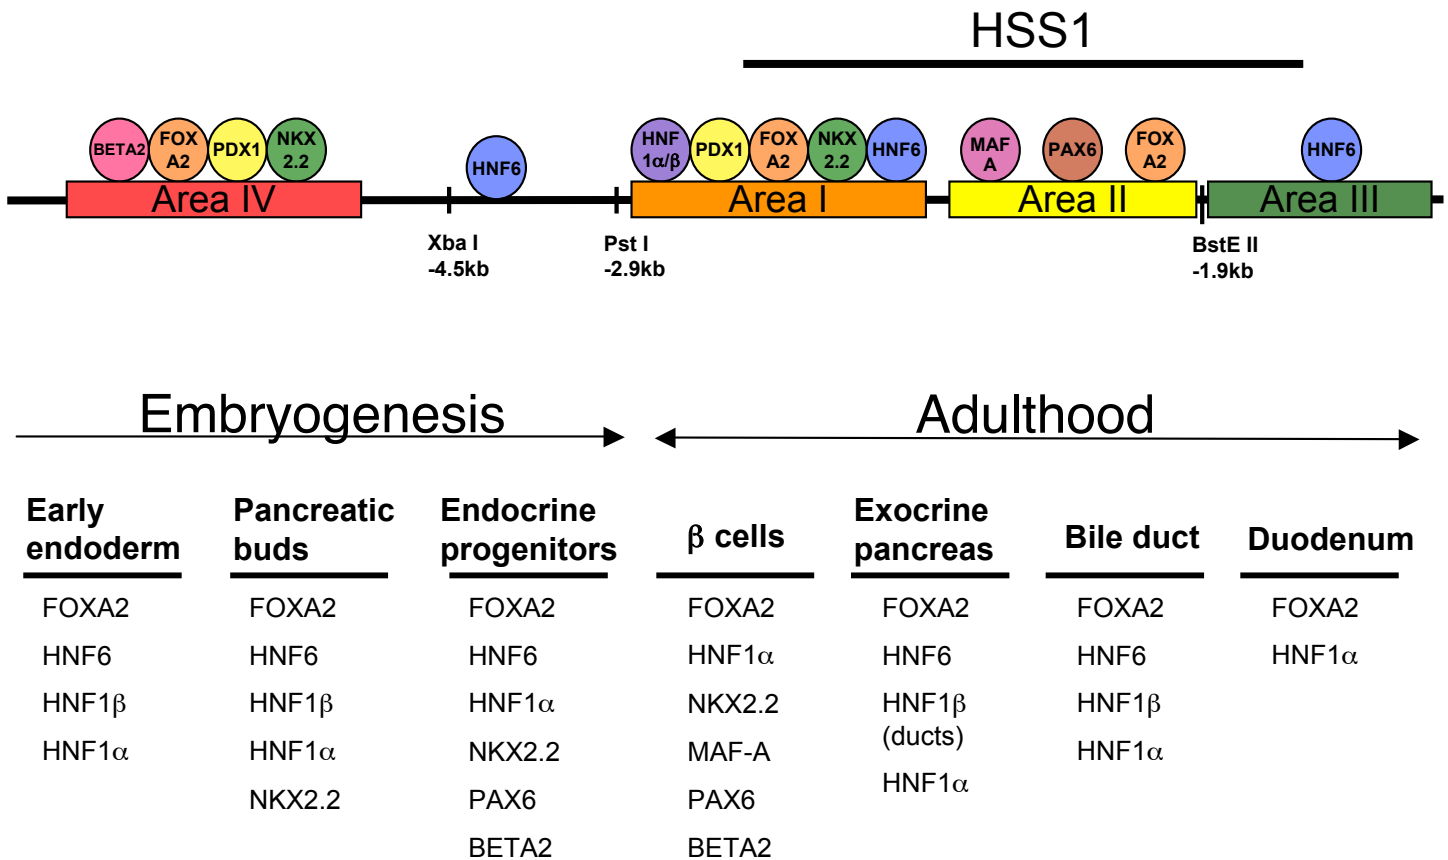 HSS1
BETA2
FOX
A2
PDX1
NKX
2.2
HNF6
HNF
1α/β
PDX1
FOX
A2
NKX
2.2
HNF6
MAF
A
PAX6
FOX
A2
HNF6
Area IV
Area I
Area II
Area III
Xba I
-4.5kb
Pst I
-2.9kb
BstE II
-1.9kb
Embryogenesis
Adulthood
Early
endoderm
FOXA2
HNF6
HNF1β
HNF1α
Pancreatic
buds
FOXA2
HNF6
HNF1β
HNF1α
NKX2.2
Endocrine
progenitors
FOXA2
HNF6
HNF1α
NKX2.2
PAX6
BETA2
β cells
FOXA2
HNF1α
NKX2.2
MAF-A
PAX6
BETA2
Exocrine
pancreas
FOXA2
HNF6
HNF1β
(ducts)
HNF1α
Bile duct
FOXA2
HNF6
HNF1β
HNF1α
Duodenum
FOXA2
HNF1α